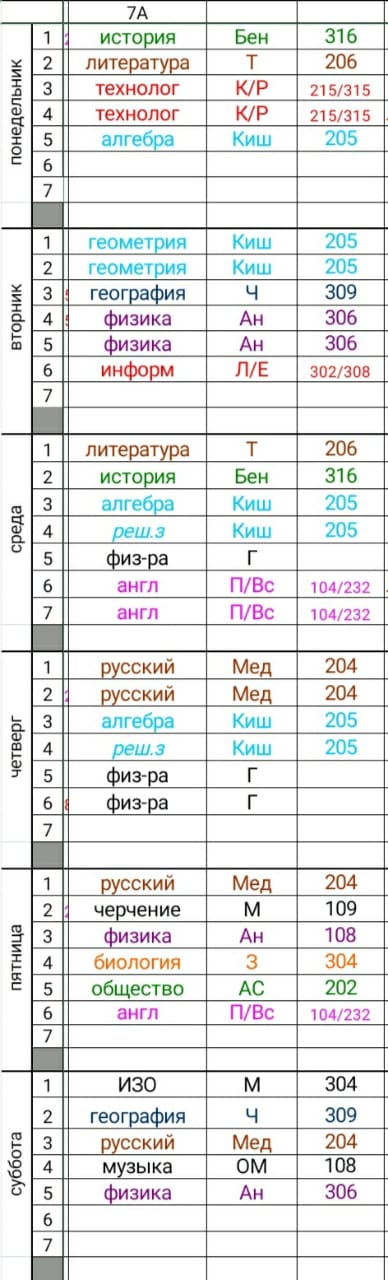 7А
понедельник
1 история Бен 316
2 литература Т 206
3 технолог К/Р 215/315
4 технолог К/Р 215/315
5 алгебра Киш 205
6
7
вторник
1 геометрия Киш 205
2 геометрия Киш 205
3 география Ч 309
4 физика Ан 306
5 физика Ан 306
6 информ Л/Е 302/308
7
среда
1 литература Т 206
2 история Бен 316
3 алгебра Киш 205
4 реш.з Киш 205
5 физ-ра Г
6 англ П/Вс 104/232
7 англ П/Вс 104/232
четверг
1 русский Мед 204
2 русский Мед 204
3 алгебра Киш 205
4 реш.з Киш 205
5 физ-ра Г
6 физ-ра Г
7
пятница
1 русский Мед 204
2 черчение М 109
3 физика Ан 108
4 биология З 304
5 общество АС 202
6 англ П/Вс 104/232
7
суббота
1 ИЗО М 304
2 география Ч 309
3 русский Мед 204
4 музыка ОМ 108
5 физика Ан 306
6
7